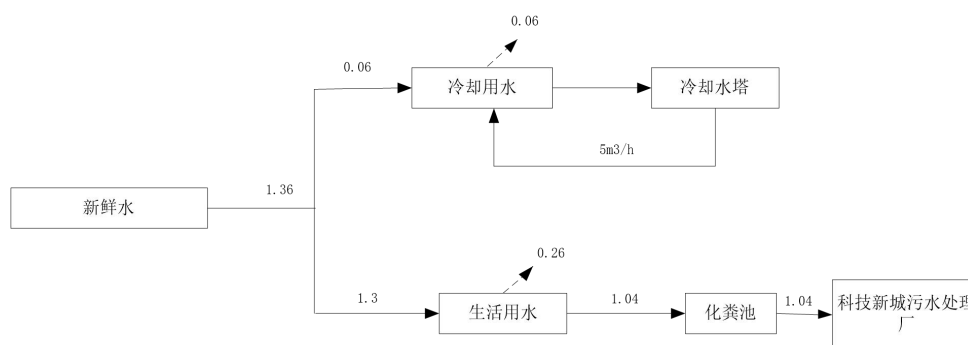 0.06
0.06
冷却用水
冷却水塔
5m3/h
1.36
新鲜水
0.26
1.3
生活用水
1.04
化粪池
1.04
科技新城污水处理
厂